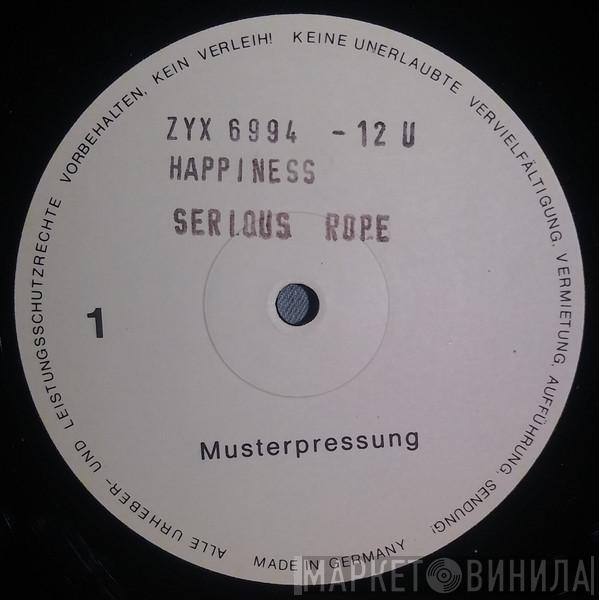 ALLE URHEBER- UND LEISTUNGSSCHUTZRECHTE VORBEHALTEN, KEIN VERLEIH! KEINE UNERLAUBTE VERVIELFÄLTIGUNG, VERMIETUNG, AUFFÜHRUNG, SENDUNG!
ZYX 6994 - 12 U
HAPPINESS
SERIOUS ROPE
1
Musterpressung
MADE IN GERMANY
МАРКЕТ ВИНИЛА